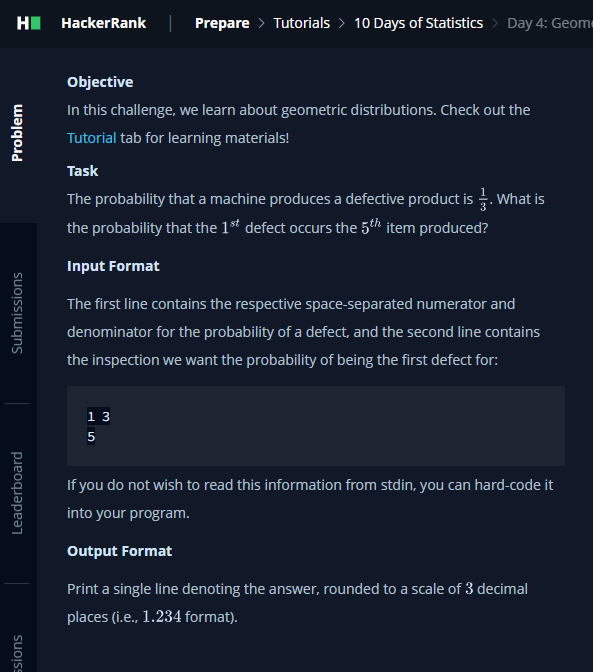 H HackerRank | Prepare > Tutorials > 10 Days of Statistics > Day 4: Geom
Problem
Submissions
Leaderboard
Objective
In this challenge, we learn about geometric distributions. Check out the
Tutorial tab for learning materials!
Task
The probability that a machine produces a defective product is 1/3. What is
the probability that the 1st defect occurs the 5th item produced?
Input Format
The first line contains the respective space-separated numerator and
denominator for the probability of a defect, and the second line contains
the inspection we want the probability of being the first defect for:
1 3
5
If you do not wish to read this information from stdin, you can hard-code it
into your program.
Output Format
Print a single line denoting the answer, rounded to a scale of 3 decimal
places (i.e., 1.234 format).